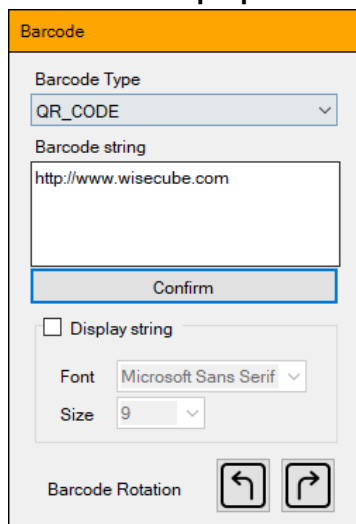 Barcode
Barcode Type
QR_CODE
Barcode string
http://www.wisecube.com
Confirm
Display string
Font Microsoft Sans Serif
Size 9
Barcode Rotation